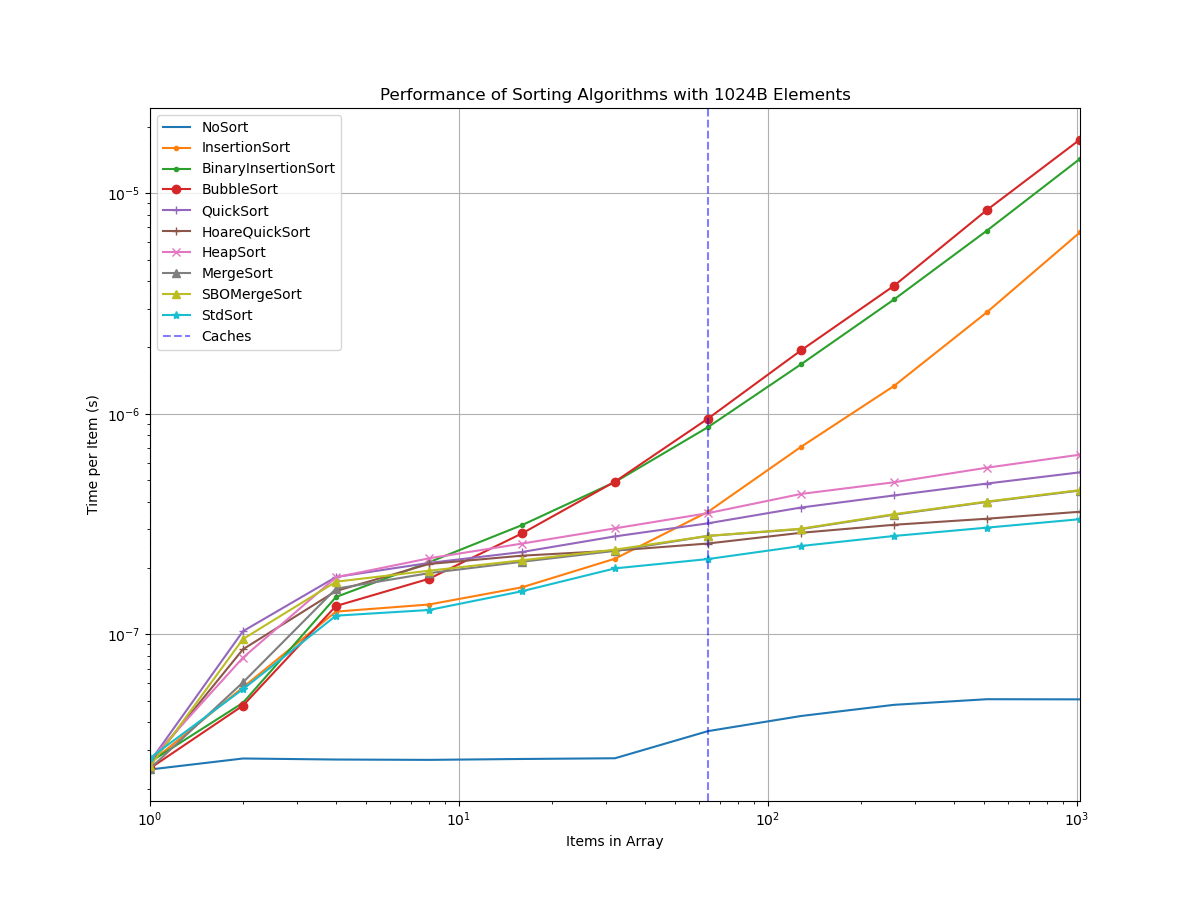 Performance of Sorting Algorithms with 1024B Elements
NoSort
InsertionSort
BinaryInsertionSort
BubbleSort
QuickSort
HoareQuickSort
HeapSort
MergeSort
SBOMergeSort
StdSort
Caches
Time per Item (s)
10⁻⁵
10⁻⁶
10⁻⁷
10⁰ 10¹ 10² 10³
Items in Array